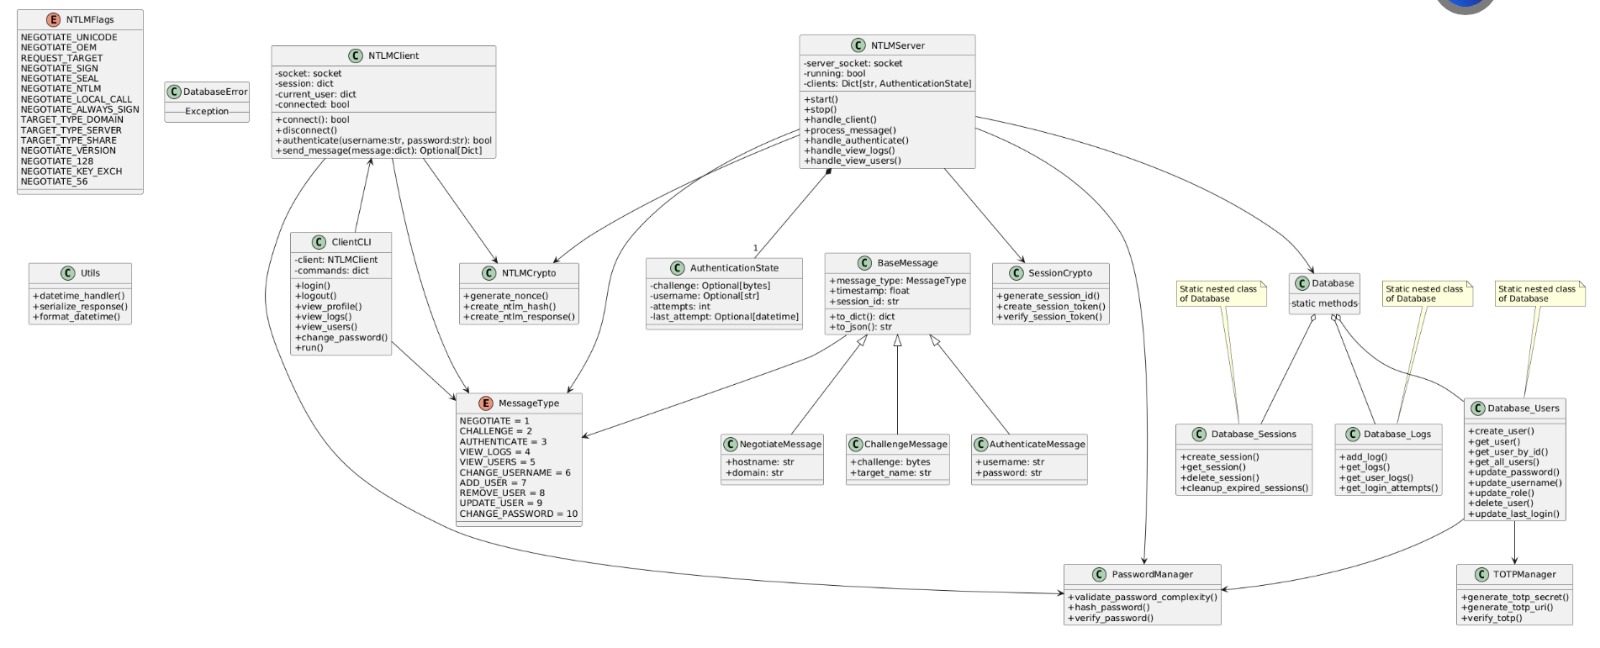 E NTLMFlags
NEGOTIATE_UNICODE
NEGOTIATE_OEM
REQUEST_TARGET
NEGOTIATE_SIGN
NEGOTIATE_SEAL
NEGOTIATE_NTLM
NEGOTIATE_LOCAL_CALL
NEGOTIATE_ALWAYS_SIGN
TARGET_TYPE_DOMAIN
TARGET_TYPE_SERVER
TARGET_TYPE_SHARE
NEGOTIATE_VERSION
NEGOTIATE_128
NEGOTIATE_KEY_EXCH
NEGOTIATE_56
C DatabaseError
Exception
C NTLMClient
-socket: socket
-session: dict
-current_user: dict
-connected: bool
+connect(): bool
+disconnect()
+authenticate(username:str, password:str): bool
+send_message(message:dict): Optional[Dict]
C NTLMServer
-server_socket: socket
-running: bool
-clients: Dict[str, AuthenticationState]
+start()
+stop()
+handle_client()
+process_message()
+handle_authenticate()
+handle_view_logs()
+handle_view_users()
C Utils
+datetime_handler()
+serialize_response()
+format_datetime()
C ClientCLI
-client: NTLMClient
-commands: dict
+login()
+logout()
+view_profile()
+view_logs()
+view_users()
+change_password()
+run()
C NTLMCrypto
+generate_nonce()
+create_ntlm_hash()
+create_ntlm_response()
1
C AuthenticationState
-challenge: Optional[bytes]
-username: Optional[str]
-attempts: int
-last_attempt: Optional[datetime]
C BaseMessage
+message_type: MessageType
+timestamp: float
+session_id: str
+to_dict(): dict
+to_json(): str
C SessionCrypto
+generate_session_id()
+create_session_token()
+verify_session_token()
Static nested class
of Database
C Database
static methods
Static nested class
of Database
Static nested class
of Database
E MessageType
NEGOTIATE = 1
CHALLENGE = 2
AUTHENTICATE = 3
VIEW_LOGS = 4
VIEW_USERS = 5
CHANGE_USERNAME = 6
ADD_USER = 7
REMOVE_USER = 8
UPDATE_USER = 9
CHANGE_PASSWORD = 10
C NegotiateMessage
+hostname: str
+domain: str
C ChallengeMessage
+challenge: bytes
+target_name: str
C AuthenticateMessage
+username: str
+password: str
C Database_Sessions
+create_session()
+get_session()
+delete_session()
+cleanup_expired_sessions()
C Database_Logs
+add_log()
+get_logs()
+get_user_logs()
+get_login_attempts()
C Database_Users
+create_user()
+get_user()
+get_user_by_id()
+get_all_users()
+update_password()
+update_username()
+update_role()
+delete_user()
+update_last_login()
C PasswordManager
+validate_password_complexity()
+hash_password()
+verify_password()
C TOTPManager
+generate_totp_secret()
+generate_totp_uri()
+verify_totp()